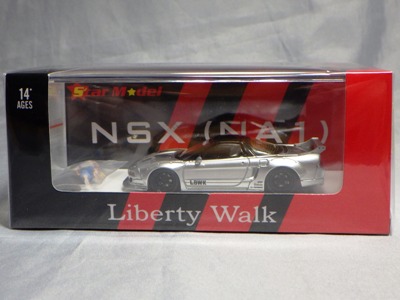 Star Model
14+
AGES
NSX (NA1)
LBWK
Liberty Walk